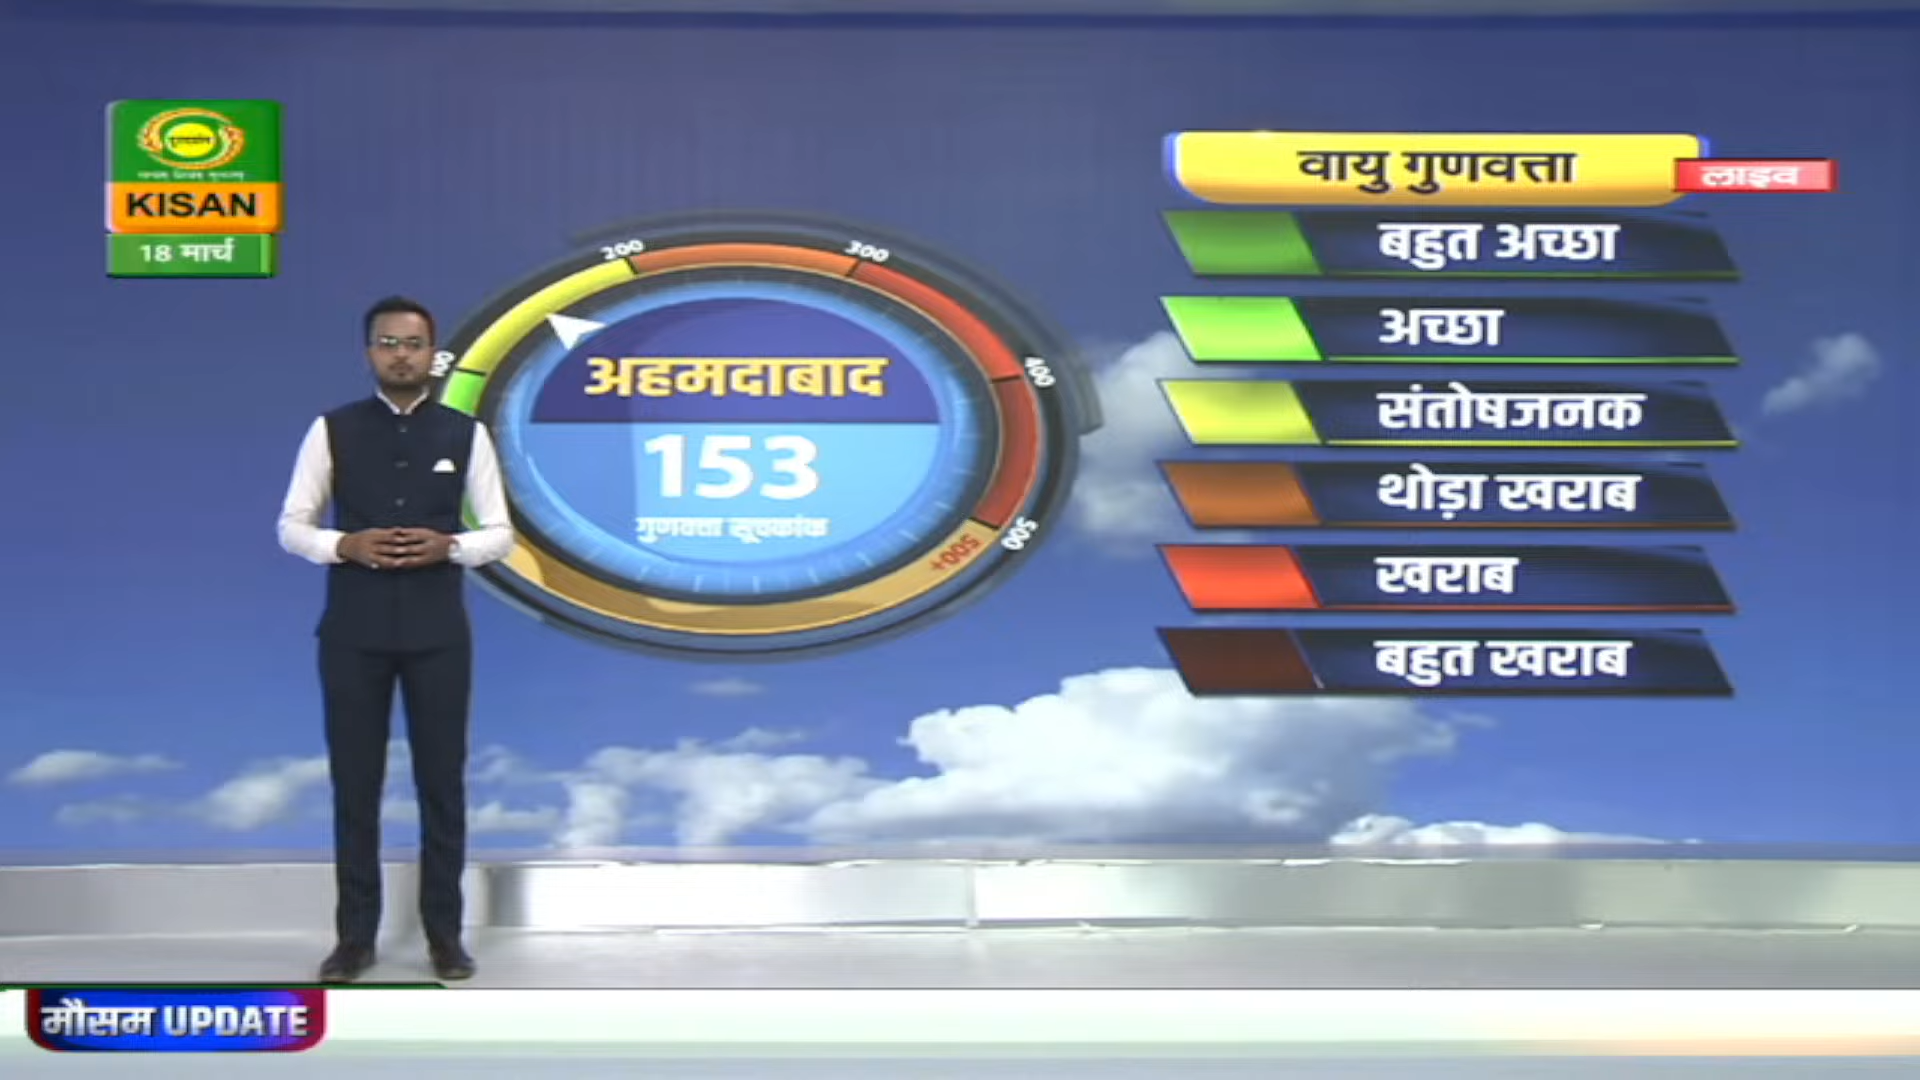 KISAN
18 मार्च
वायु गुणवत्ता
लाइव
बहुत अच्छा
अच्छा
संतोषजनक
थोड़ा खराब
खराब
बहुत खराब
100
200
300
400
500
500+
अहमदाबाद
153
गुणवत्ता सूचकांक
मौसम UPDATE